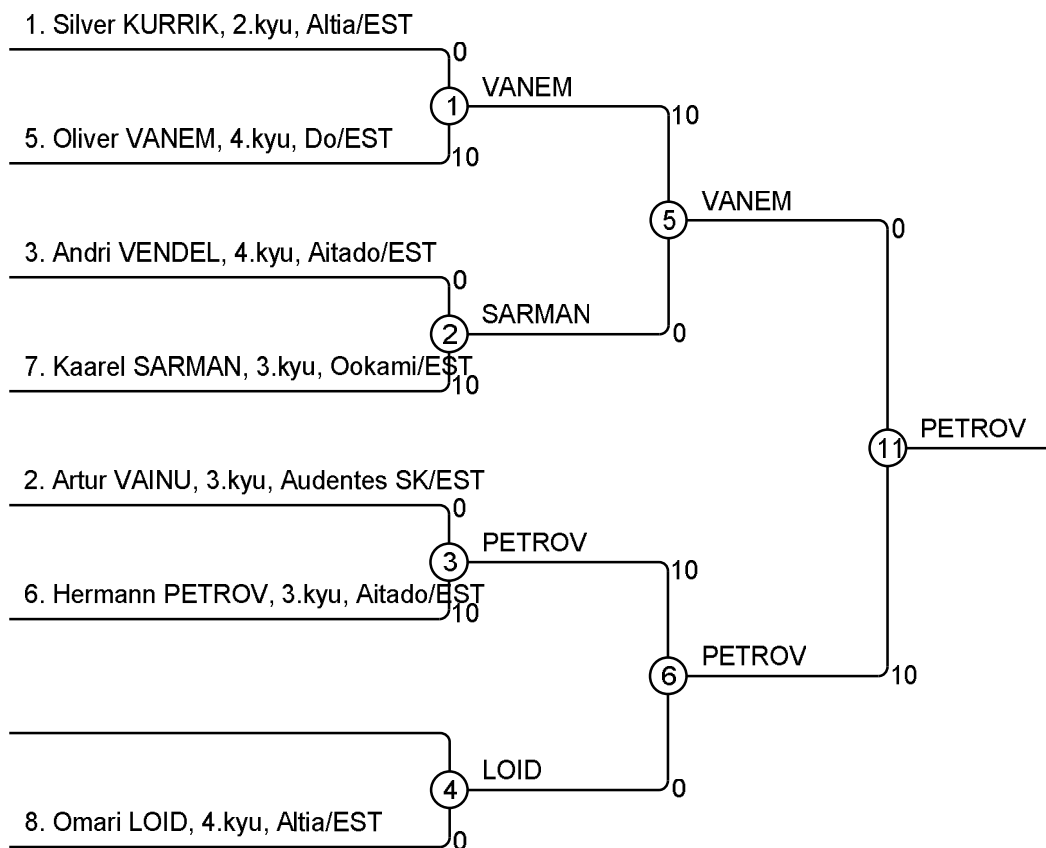 1. Silver KURRIK, 2.kyu, Altia/EST
0
1 VANEM
10
5. Oliver VANEM, 4.kyu, Do/EST
10
5 VANEM
0
3. Andri VENDEL, 4.kyu, Aitado/EST
0
2 SARMAN
0
7. Kaarel SARMAN, 3.kyu, Ookami/EST
10
11 PETROV
2. Artur VAINU, 3.kyu, Audentes SK/EST
0
3 PETROV
10
6. Hermann PETROV, 3.kyu, Aitado/EST
10
6 PETROV
10
4 LOID
0
8. Omari LOID, 4.kyu, Altia/EST
0